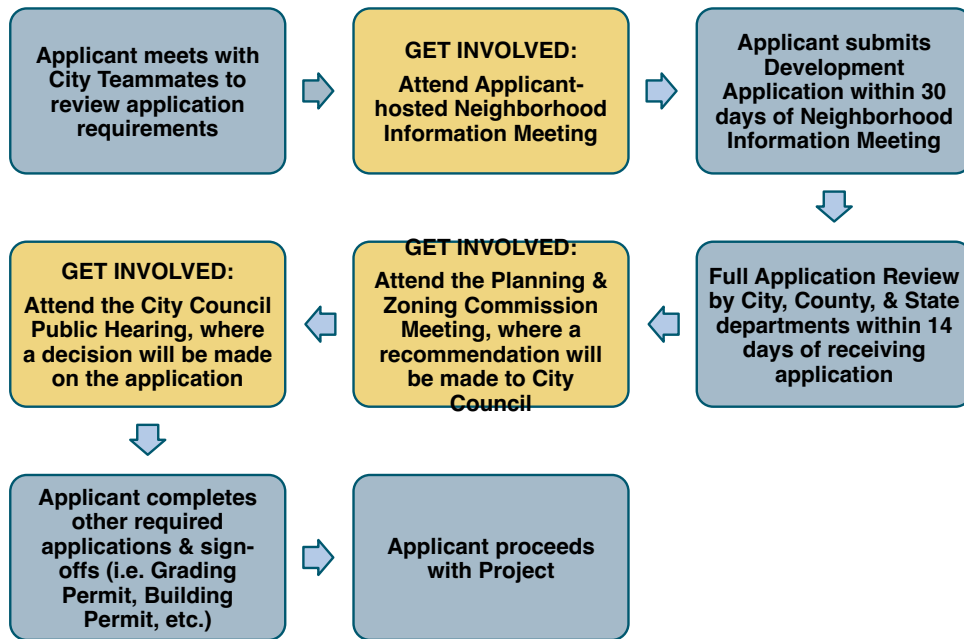 Applicant meets with
City Teammates to
review application
requirements
GET INVOLVED:
Attend Applicant-
hosted Neighborhood
Information Meeting
Applicant submits
Development
Application within 30
days of Neighborhood
Information Meeting
Full Application Review
by City, County, & State
departments within 14
days of receiving
application
GET INVOLVED:
Attend the Planning &
Zoning Commission
Meeting, where a
recommendation will
be made to City
Council
GET INVOLVED:
Attend the City Council
Public Hearing, where
a decision will be made
on the application
Applicant completes
other required
applications & sign-
offs (i.e. Grading
Permit, Building
Permit, etc.)
Applicant proceeds
with Project